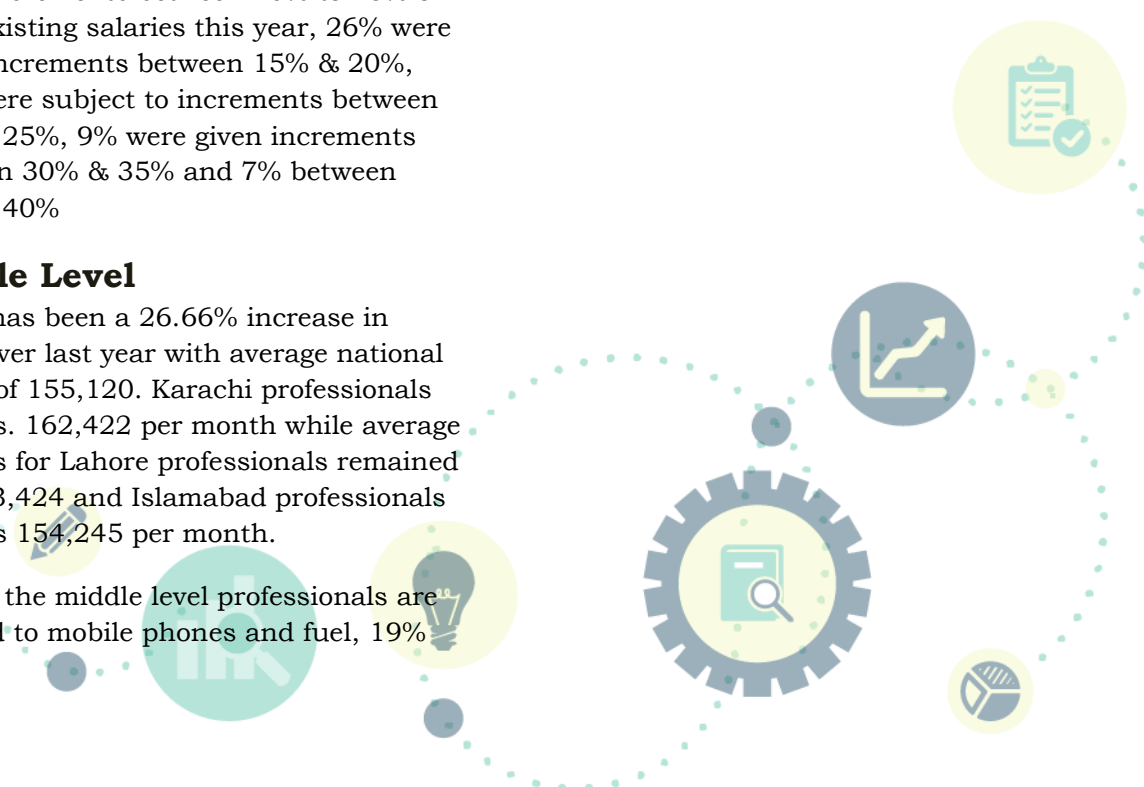 xisting salaries this year, 26% were
ncrements between 15% & 20%,
ere subject to increments between
25%, 9% were given increments
n 30% & 35% and 7% between
40%
le Level
has been a 26.66% increase in
ver last year with average national
of 155,120. Karachi professionals
s. 162,422 per month while average
s for Lahore professionals remained
3,424 and Islamabad professionals
s 154,245 per month.
the middle level professionals are
d to mobile phones and fuel, 19%